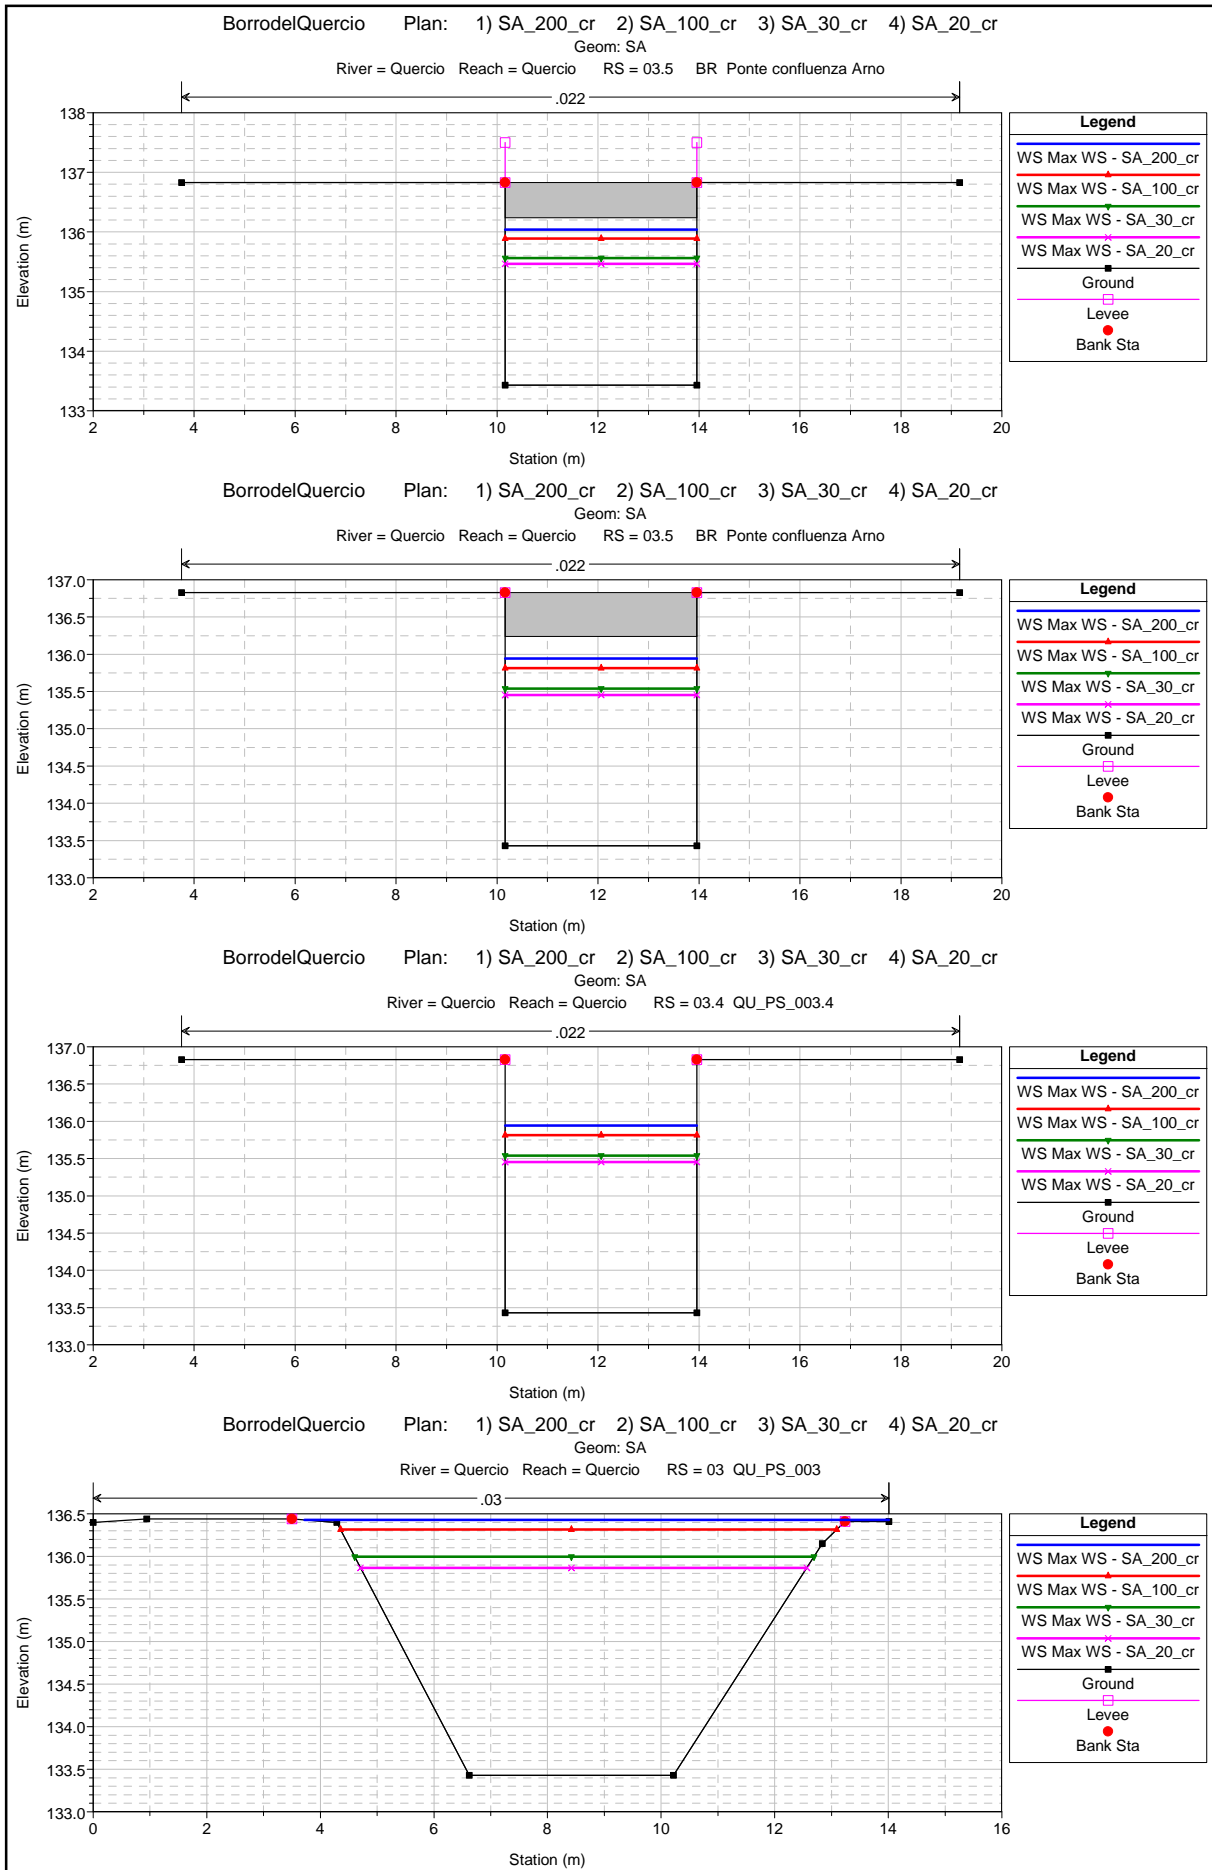 BorrodelQuercio Plan: 1) SA_200_cr 2) SA_100_cr 3) SA_30_cr 4) SA_20_cr
Geom: SA
River = Quercio Reach = Quercio RS = 03.5 BR Ponte confluenza Arno
.022
138
137
136
135
134
133
Elevation (m)
2 4 6 8 10 12 14 16 18 20
Station (m)
Legend
WS Max WS - SA_200_cr
WS Max WS - SA_100_cr
WS Max WS - SA_30_cr
WS Max WS - SA_20_cr
Ground
Levee
Bank Sta
BorrodelQuercio Plan: 1) SA_200_cr 2) SA_100_cr 3) SA_30_cr 4) SA_20_cr
Geom: SA
River = Quercio Reach = Quercio RS = 03.5 BR Ponte confluenza Arno
.022
137.0
136.5
136.0
135.5
135.0
134.5
134.0
133.5
133.0
Elevation (m)
2 4 6 8 10 12 14 16 18 20
Station (m)
Legend
WS Max WS - SA_200_cr
WS Max WS - SA_100_cr
WS Max WS - SA_30_cr
WS Max WS - SA_20_cr
Ground
Levee
Bank Sta
BorrodelQuercio Plan: 1) SA_200_cr 2) SA_100_cr 3) SA_30_cr 4) SA_20_cr
Geom: SA
River = Quercio Reach = Quercio RS = 03.4 QU_PS_003.4
.022
137.0
136.5
136.0
135.5
135.0
134.5
134.0
133.5
133.0
Elevation (m)
2 4 6 8 10 12 14 16 18 20
Station (m)
Legend
WS Max WS - SA_200_cr
WS Max WS - SA_100_cr
WS Max WS - SA_30_cr
WS Max WS - SA_20_cr
Ground
Levee
Bank Sta
BorrodelQuercio Plan: 1) SA_200_cr 2) SA_100_cr 3) SA_30_cr 4) SA_20_cr
Geom: SA
River = Quercio Reach = Quercio RS = 03 QU_PS_003
.03
136.5
136.0
135.5
135.0
134.5
134.0
133.5
133.0
Elevation (m)
0 2 4 6 8 10 12 14 16
Station (m)
Legend
WS Max WS - SA_200_cr
WS Max WS - SA_100_cr
WS Max WS - SA_30_cr
WS Max WS - SA_20_cr
Ground
Levee
Bank Sta